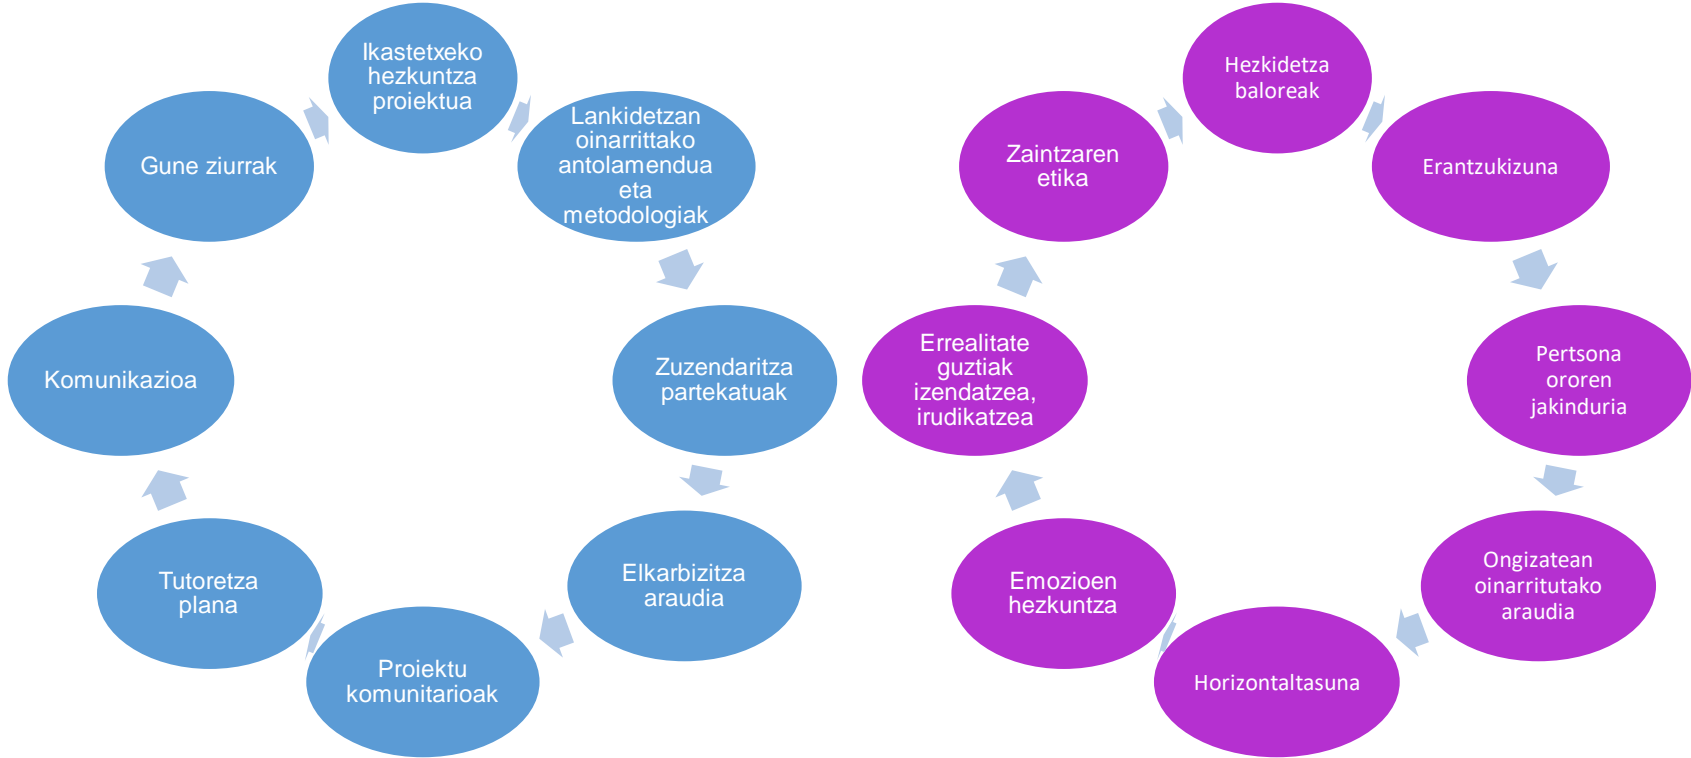 Ikastetxeko
hezkuntza
proiektua
Lankidetzan
oinarrittako
antolamendua
eta
metodologiak
Zuzendaritza
partekatuak
Elkarbizitza
araudia
Proiektu
komunitarioak
Tutoretza
plana
Komunikazioa
Gune ziurrak
Hezkidetza
baloreak
Erantzukizuna
Pertsona
ororen
jakinduria
Ongizatean
oinarritutako
araudia
Horizontaltasuna
Emozioen
hezkuntza
Errealitate
guztiak
izendatzea,
irudikatzea
Zaintzaren
etika